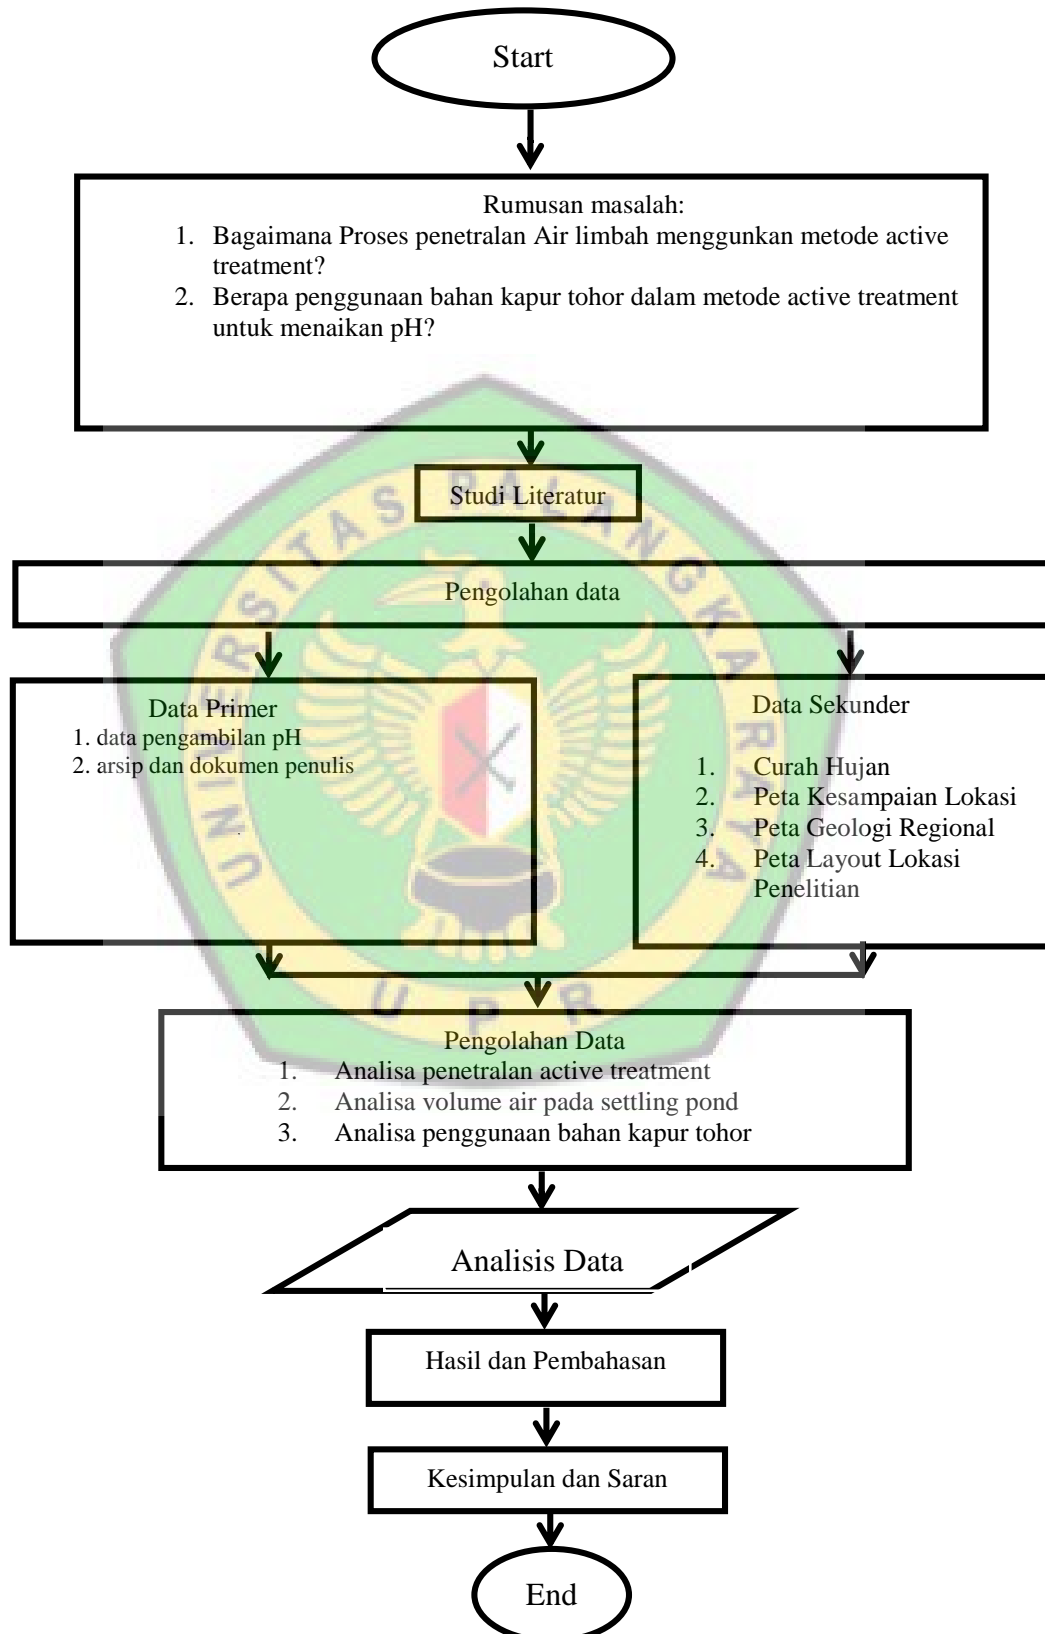 Start
Rumusan masalah:
1. Bagaimana Proses penetralan Air limbah menggunkan metode active
treatment?
2. Berapa penggunaan bahan kapur tohor dalam metode active treatment
untuk menaikan pH?
Studi Literatur
Pengolahan data
Data Primer
1. data pengambilan pH
2. arsip dan dokumen penulis
Data Sekunder
1. Curah Hujan
2. Peta Kesampaian Lokasi
3. Peta Geologi Regional
4. Peta Layout Lokasi
Penelitian
Pengolahan Data
1. Analisa penetralan active treatment
2. Analisa volume air pada settling pond
3. Analisa penggunaan bahan kapur tohor
Analisis Data
Hasil dan Pembahasan
Kesimpulan dan Saran
End
UNIVERSITAS PALANGKA RAYA
UPR